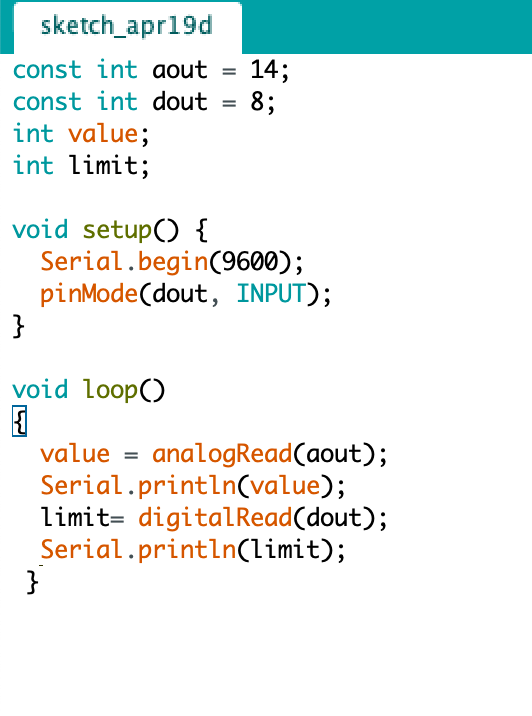 sketch_apr19d
const int aout = 14;
const int dout = 8;
int value;
int limit;
void setup() {
  Serial.begin(9600);
  pinMode(dout, INPUT);
}
void loop()
{
  value = analogRead(aout);
  Serial.println(value);
  limit= digitalRead(dout);
  Serial.println(limit);
 }